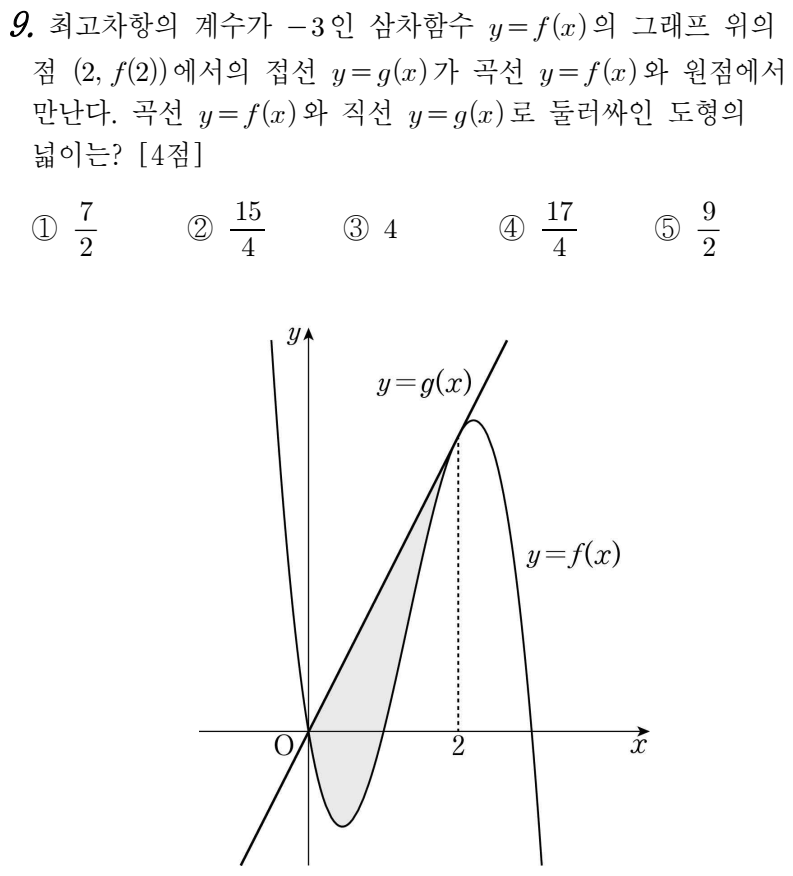 9. 최고차항의 계수가 −3인 삼차함수 y=f(x)의 그래프 위의
점 (2, f(2))에서의 접선 y=g(x)가 곡선 y=f(x)와 원점에서
만난다. 곡선 y=f(x)와 직선 y=g(x)로 둘러싸인 도형의
넓이는? [4점]
① 7/2 ② 15/4 ③ 4 ④ 17/4 ⑤ 9/2
y
y=g(x)
y=f(x)
O 2 x